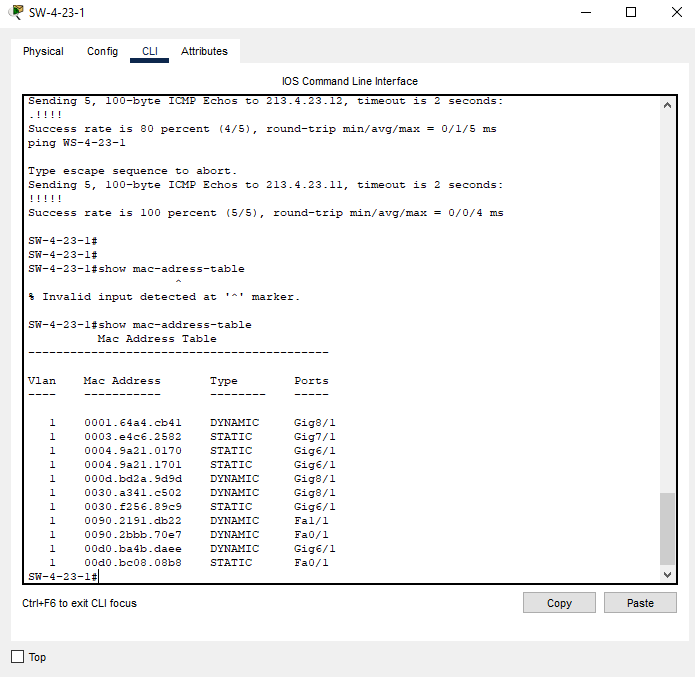 SW-4-23-1
Physical Config CLI Attributes
IOS Command Line Interface
Sending 5, 100-byte ICMP Echos to 213.4.23.12, timeout is 2 seconds:
.!!!!
Success rate is 80 percent (4/5), round-trip min/avg/max = 0/1/5 ms
ping WS-4-23-1
Type escape sequence to abort.
Sending 5, 100-byte ICMP Echos to 213.4.23.11, timeout is 2 seconds:
!!!!!
Success rate is 100 percent (5/5), round-trip min/avg/max = 0/0/4 ms
SW-4-23-1#
SW-4-23-1#
SW-4-23-1#show mac-adress-table
^
% Invalid input detected at '^' marker.
SW-4-23-1#show mac-address-table
Mac Address Table
-------------------------------------------
Vlan Mac Address Type Ports
---- ----------- -------- -----
1 0001.64a4.cb41 DYNAMIC Gig8/1
1 0003.e4c6.2582 STATIC Gig7/1
1 0004.9a21.0170 STATIC Gig6/1
1 0004.9a21.1701 STATIC Gig6/1
1 000d.bd2a.9d9d DYNAMIC Gig8/1
1 0030.a341.c502 DYNAMIC Gig8/1
1 0030.f256.89c9 STATIC Gig6/1
1 0090.2191.db22 DYNAMIC Fa1/1
1 0090.2bbb.70e7 DYNAMIC Fa0/1
1 00d0.ba4b.daee DYNAMIC Gig6/1
1 00d0.bc08.08b8 STATIC Fa0/1
SW-4-23-1#
Ctrl+F6 to exit CLI focus Copy Paste
Top